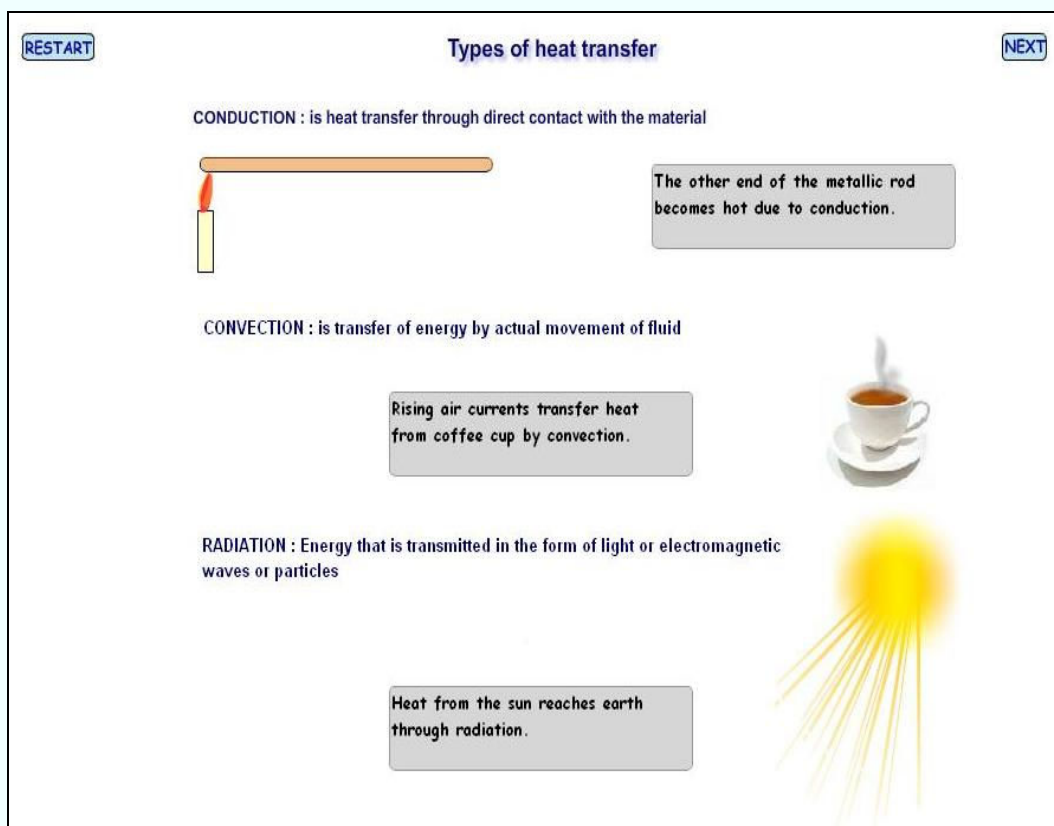 RESTART
Types of heat transfer
NEXT
CONDUCTION : is heat transfer through direct contact with the material
The other end of the metallic rod
becomes hot due to conduction.
CONVECTION : is transfer of energy by actual movement of fluid
Rising air currents transfer heat
from coffee cup by convection.
RADIATION : Energy that is transmitted in the form of light or electromagnetic
waves or particles
Heat from the sun reaches earth
through radiation.